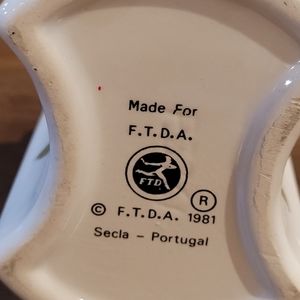 Made For
F.T.D.A.
FTD
®
© F.T.D.A. 1981
Secla - Portugal